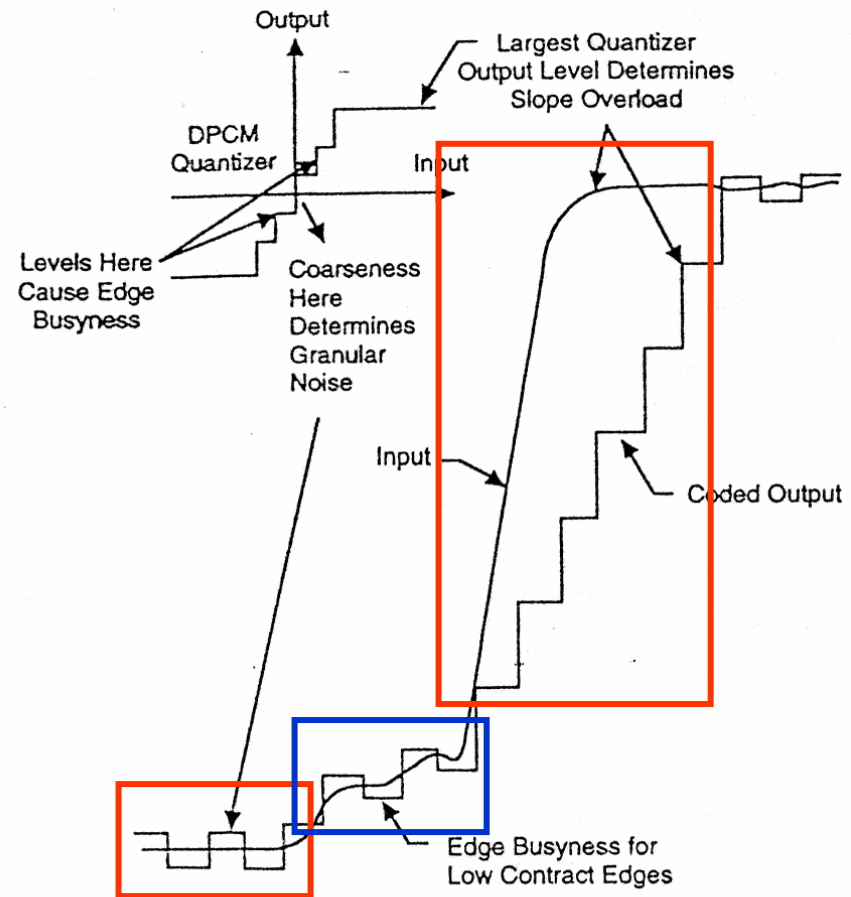 Output
Largest Quantizer
Output Level Determines
Slope Overload
DPCM
Quantizer
Input
Levels Here
Cause Edge
Busyness
Coarseness
Here
Determines
Granular
Noise
Input
Coded Output
Edge Busyness for
Low Contract Edges